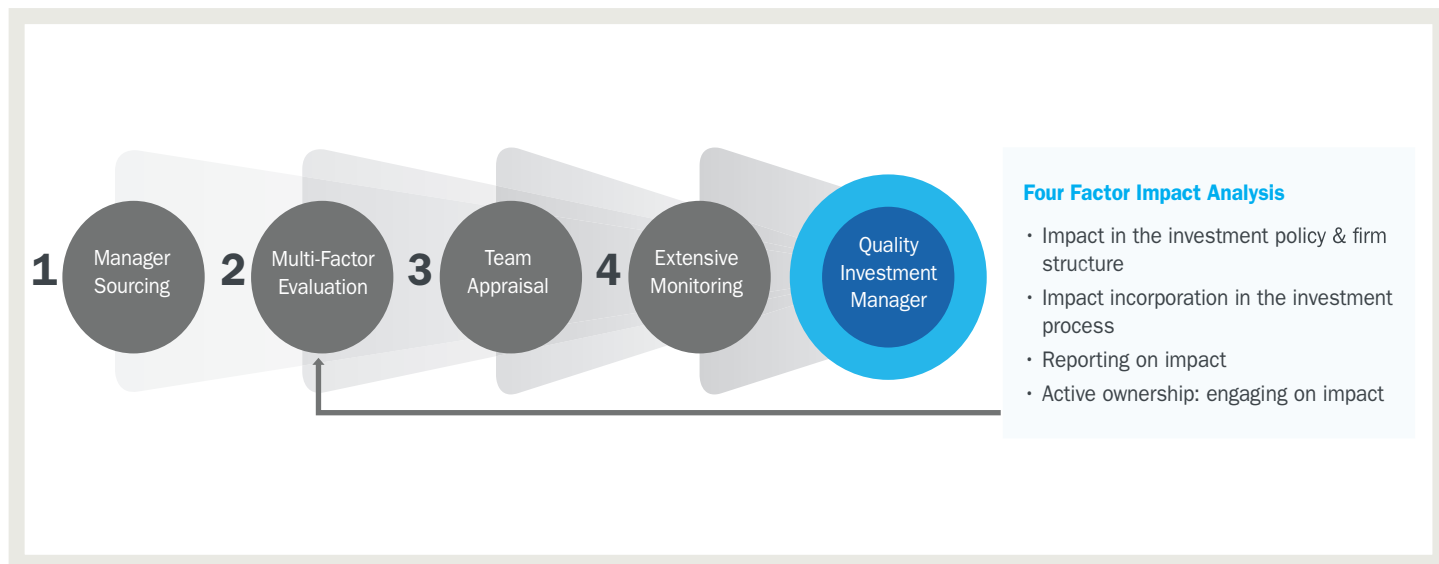 1
Manager
Sourcing
2
Multi-Factor
Evaluation
3
Team
Appraisal
4
Extensive
Monitoring
Quality
Investment
Manager
Four Factor Impact Analysis
· Impact in the investment policy & firm
structure
· Impact incorporation in the investment
process
· Reporting on impact
· Active ownership: engaging on impact